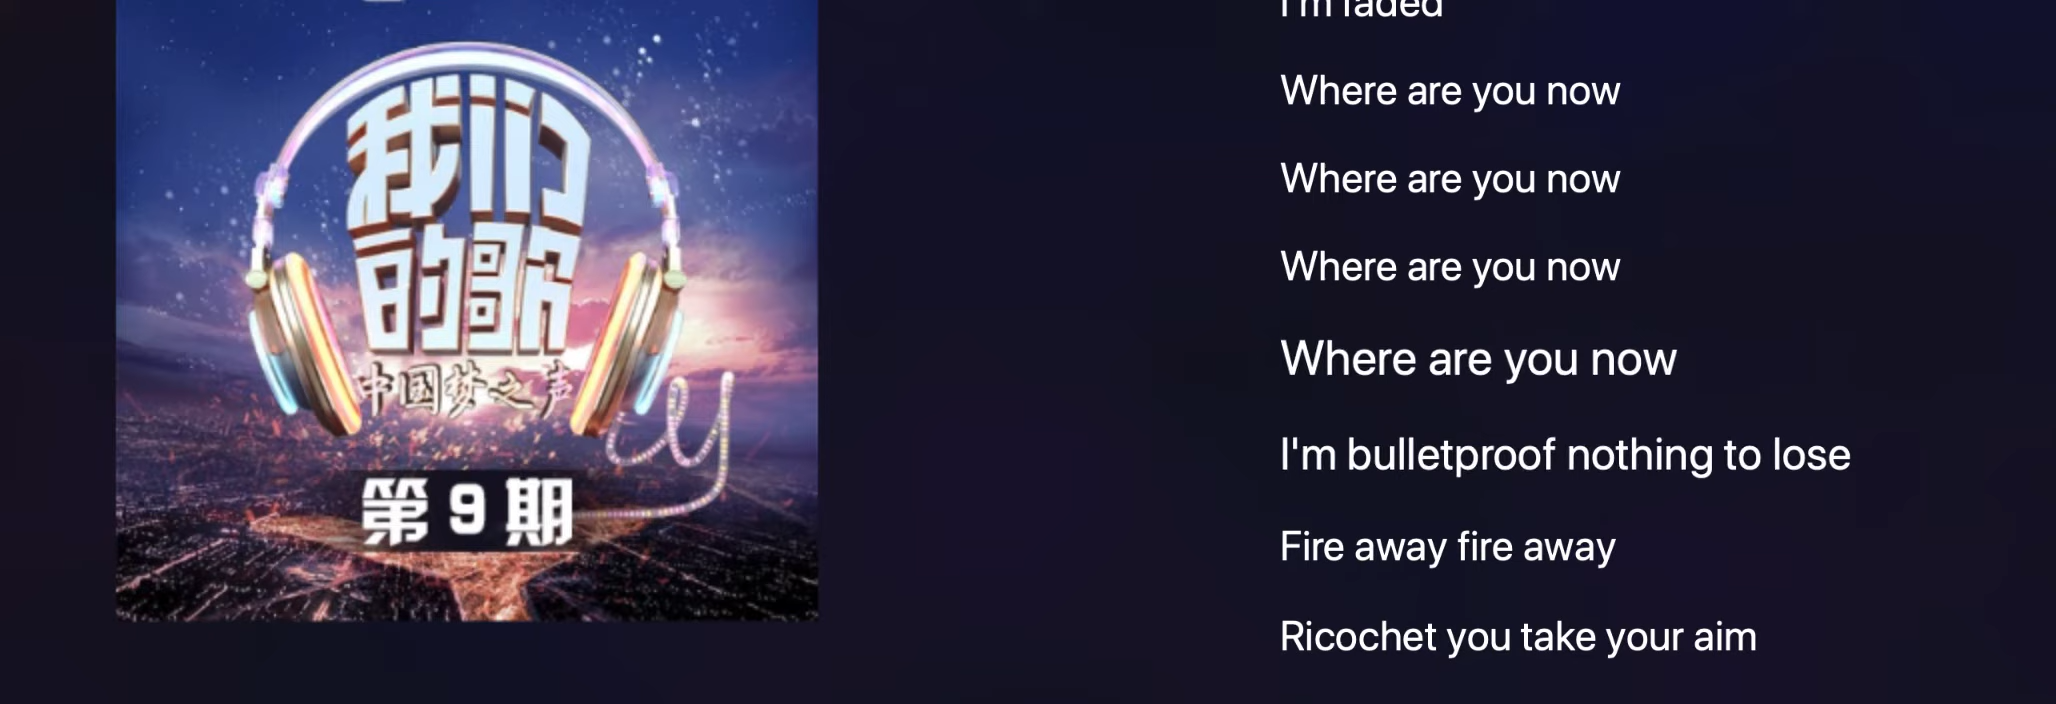 我们
的歌
中国梦之声
第9期
I'm faded
Where are you now
Where are you now
Where are you now
Where are you now
I'm bulletproof nothing to lose
Fire away fire away
Ricochet you take your aim